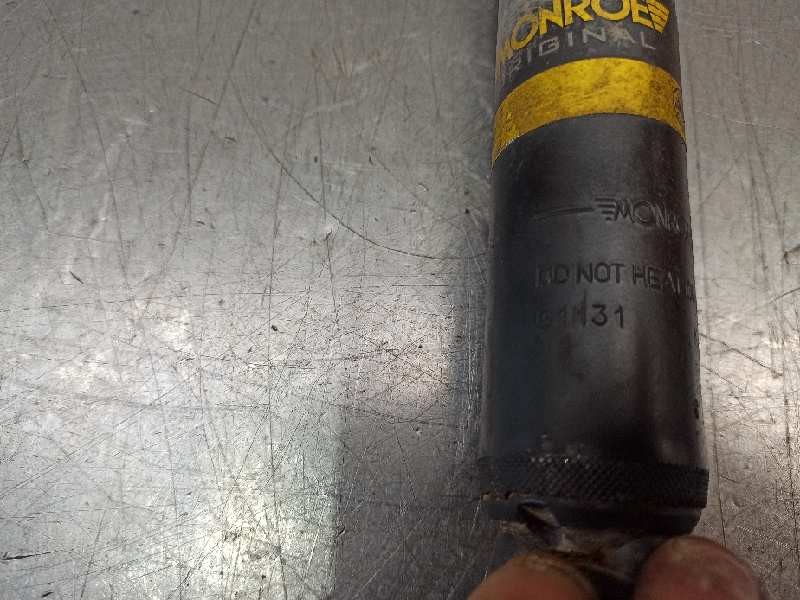 MONROE
ORIGINAL
MONRO
DO NOT HEAT
G1131